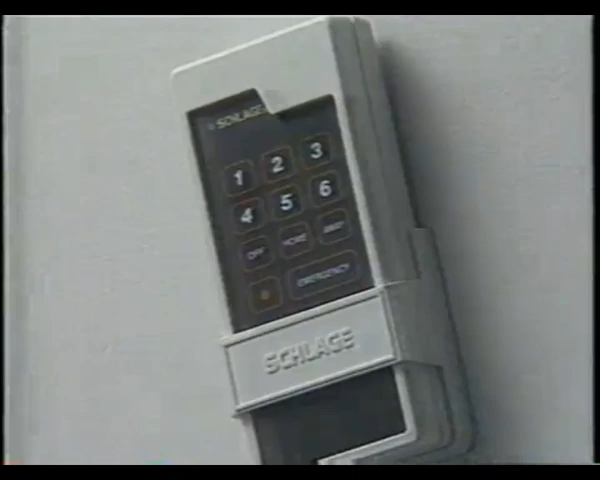 SCHLAGE
1 2 3
4 5 6
OFF HOME AWAY
EMERGENCY
SCHLAGE